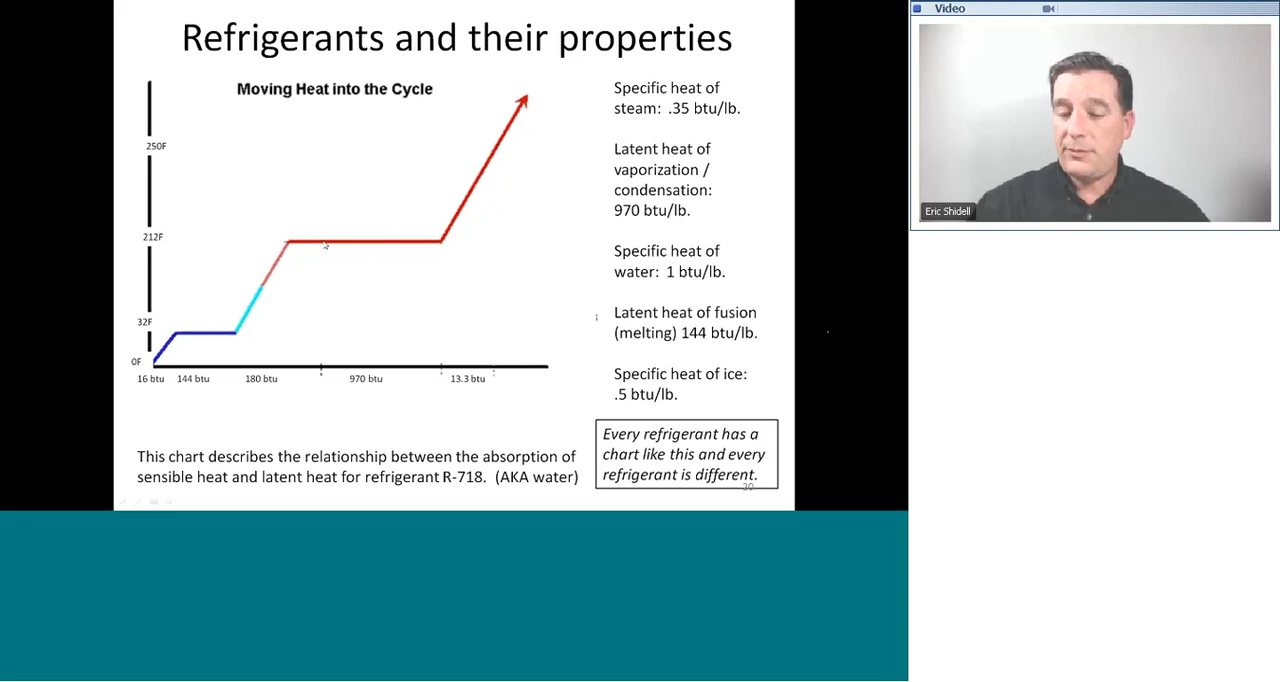 Refrigerants and their properties
Moving Heat into the Cycle
250F
212F
32F
0F
16 btu 144 btu 180 btu 970 btu 13.3 btu
Specific heat of
steam: .35 btu/lb.
Latent heat of
vaporization /
condensation:
970 btu/lb.
Specific heat of
water: 1 btu/lb.
Latent heat of fusion
(melting) 144 btu/lb.
Specific heat of ice:
.5 btu/lb.
Every refrigerant has a
chart like this and every
refrigerant is different.
20
This chart describes the relationship between the absorption of
sensible heat and latent heat for refrigerant R-718. (AKA water)
Video
Eric Shidell